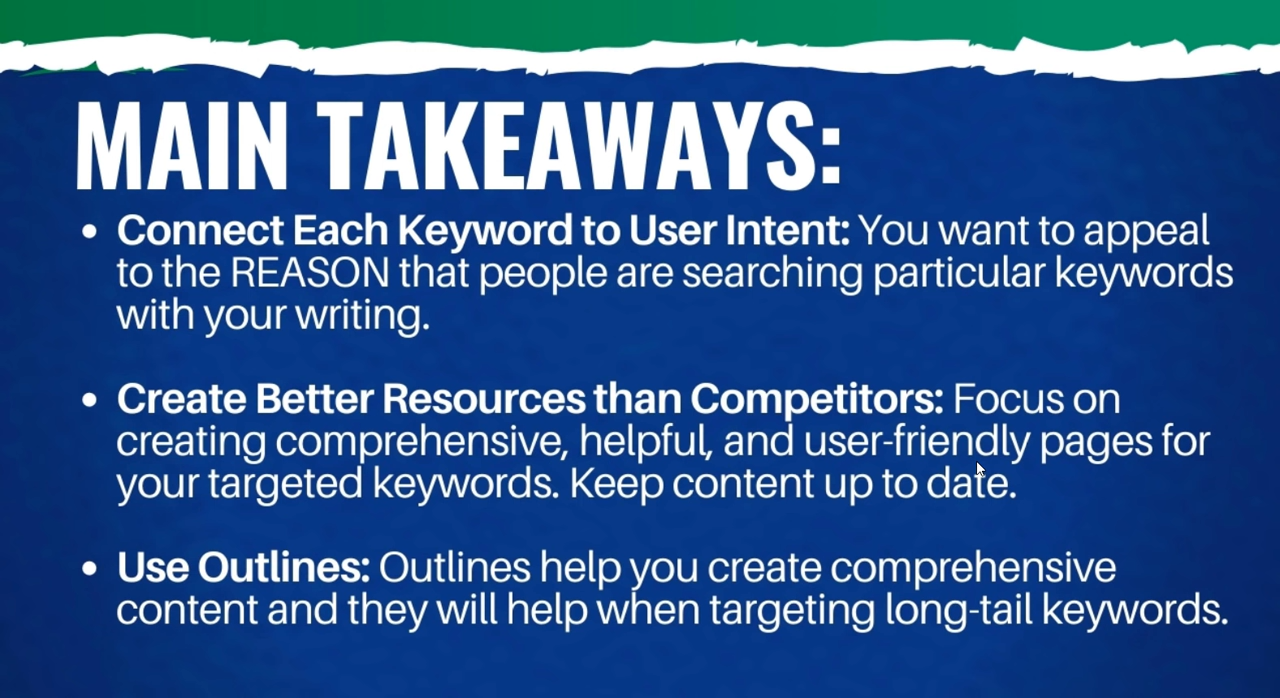 MAIN TAKEAWAYS:
• Connect Each Keyword to User Intent: You want to appeal
to the REASON that people are searching particular keywords
with your writing.
• Create Better Resources than Competitors: Focus on
creating comprehensive, helpful, and user-friendly pages for
your targeted keywords. Keep content up to date.
• Use Outlines: Outlines help you create comprehensive
content and they will help when targeting long-tail keywords.